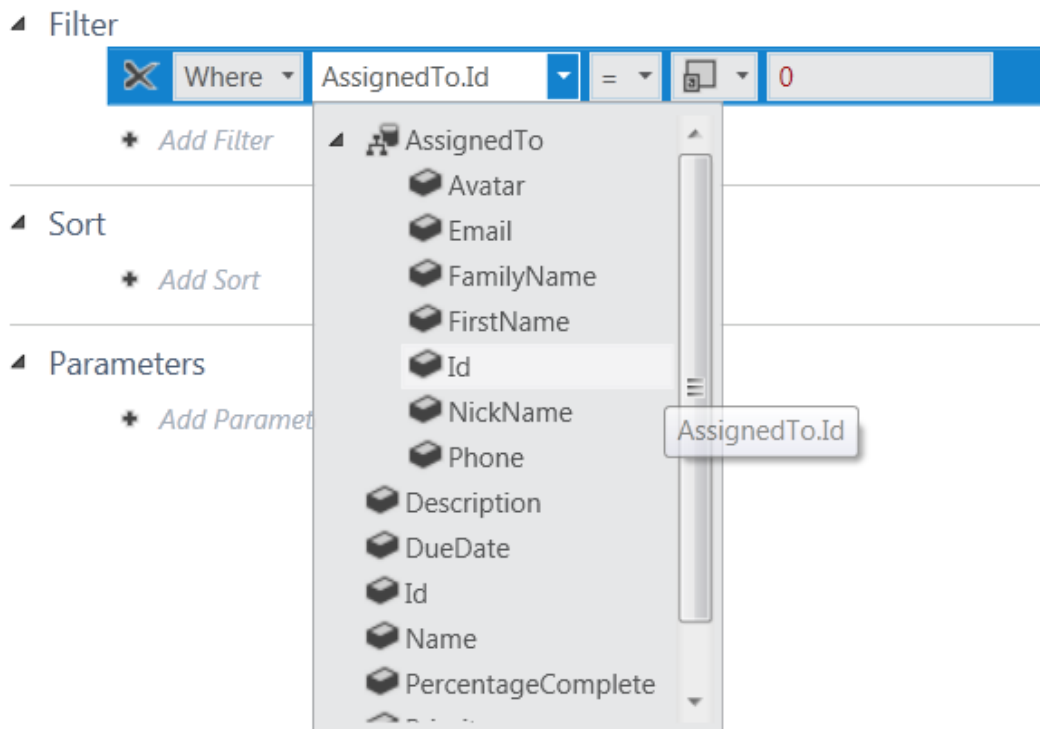 Filter
Where AssignedTo.Id = 0
Add Filter
AssignedTo
Avatar
Email
FamilyName
FirstName
Id
NickName
Phone
Description
DueDate
Id
Name
PercentageComplete
AssignedTo.Id
Sort
Add Sort
Parameters
Add Paramet